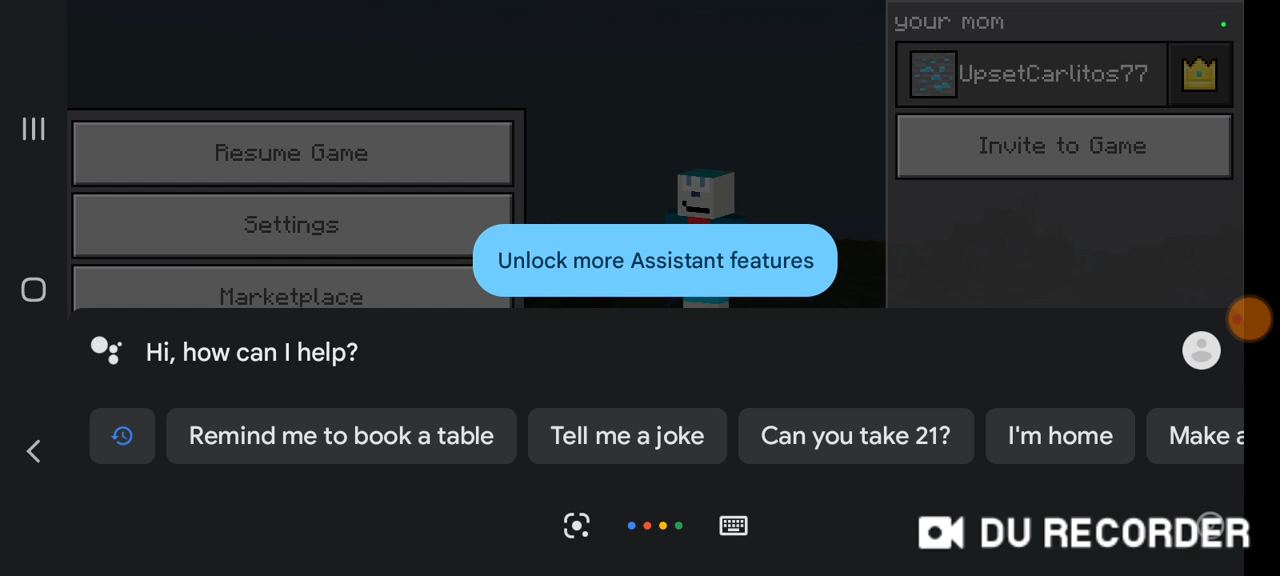 your mom
UpsetCarlitos77
Resume Game
Invite to Game
Settings
Unlock more Assistant features
Marketplace
Hi, how can I help?
Remind me to book a table
Tell me a joke
Can you take 21?
I'm home
Make a
DU RECORDER